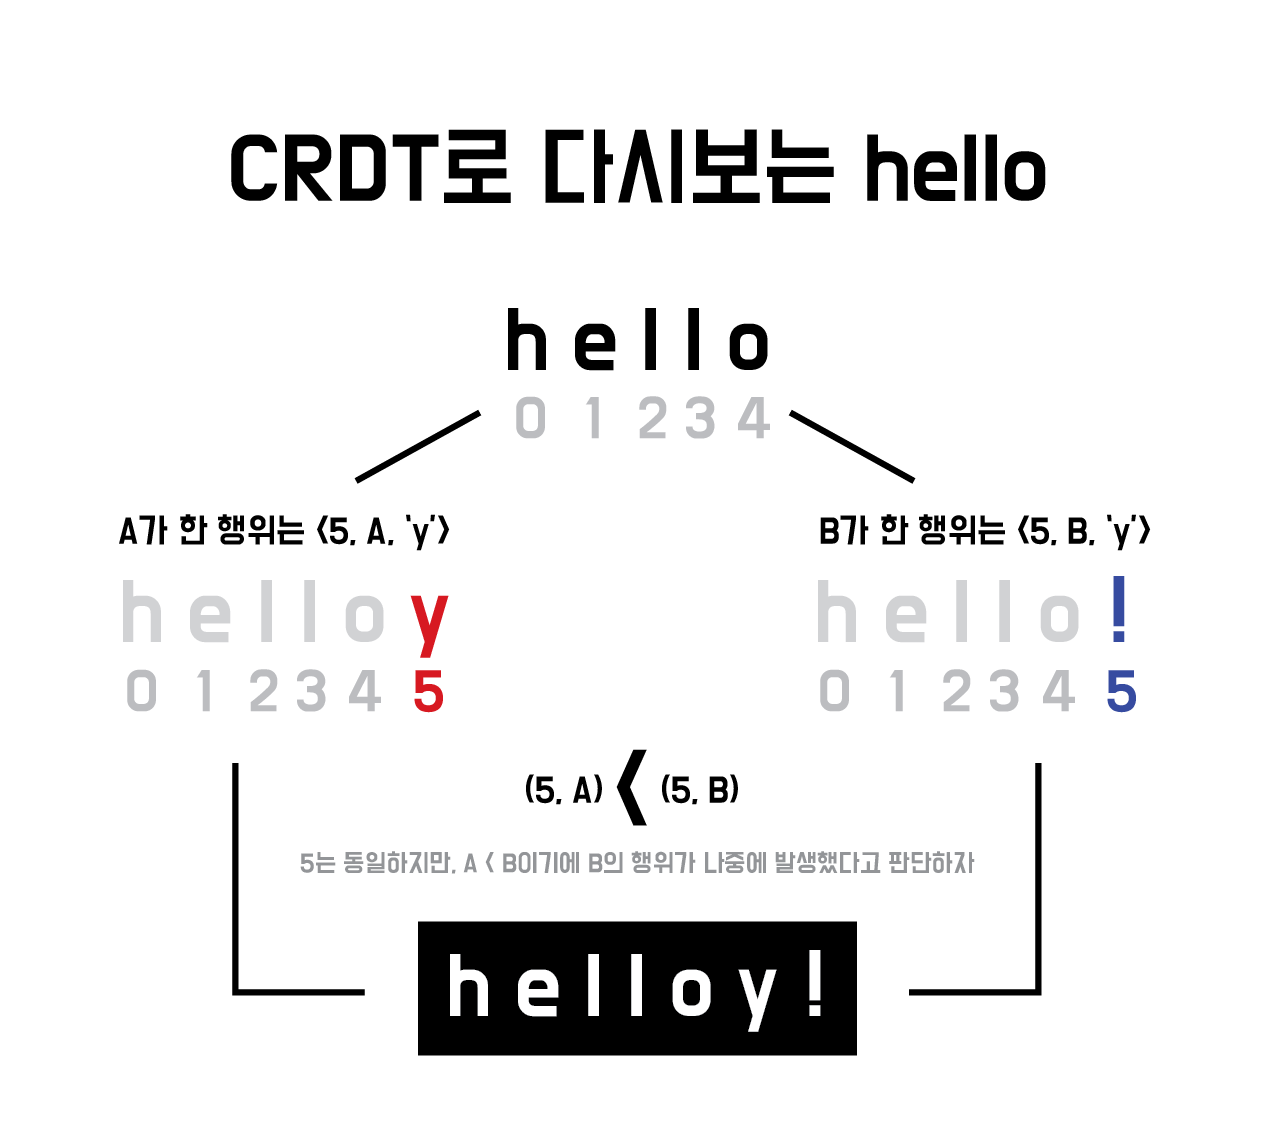 CRDT로 다시보는 hello
h e l l o
0 1 2 3 4
A가 한 행위는 <5, A, 'y'>
h e l l o y
0 1 2 3 4 5
B가 한 행위는 <5, B, 'y'>
h e l l o !
0 1 2 3 4 5
(5, A) < (5, B)
5는 동일하지만, A < B이기에 B의 행위가 나중에 발생했다고 판단하자
h e l l o y !